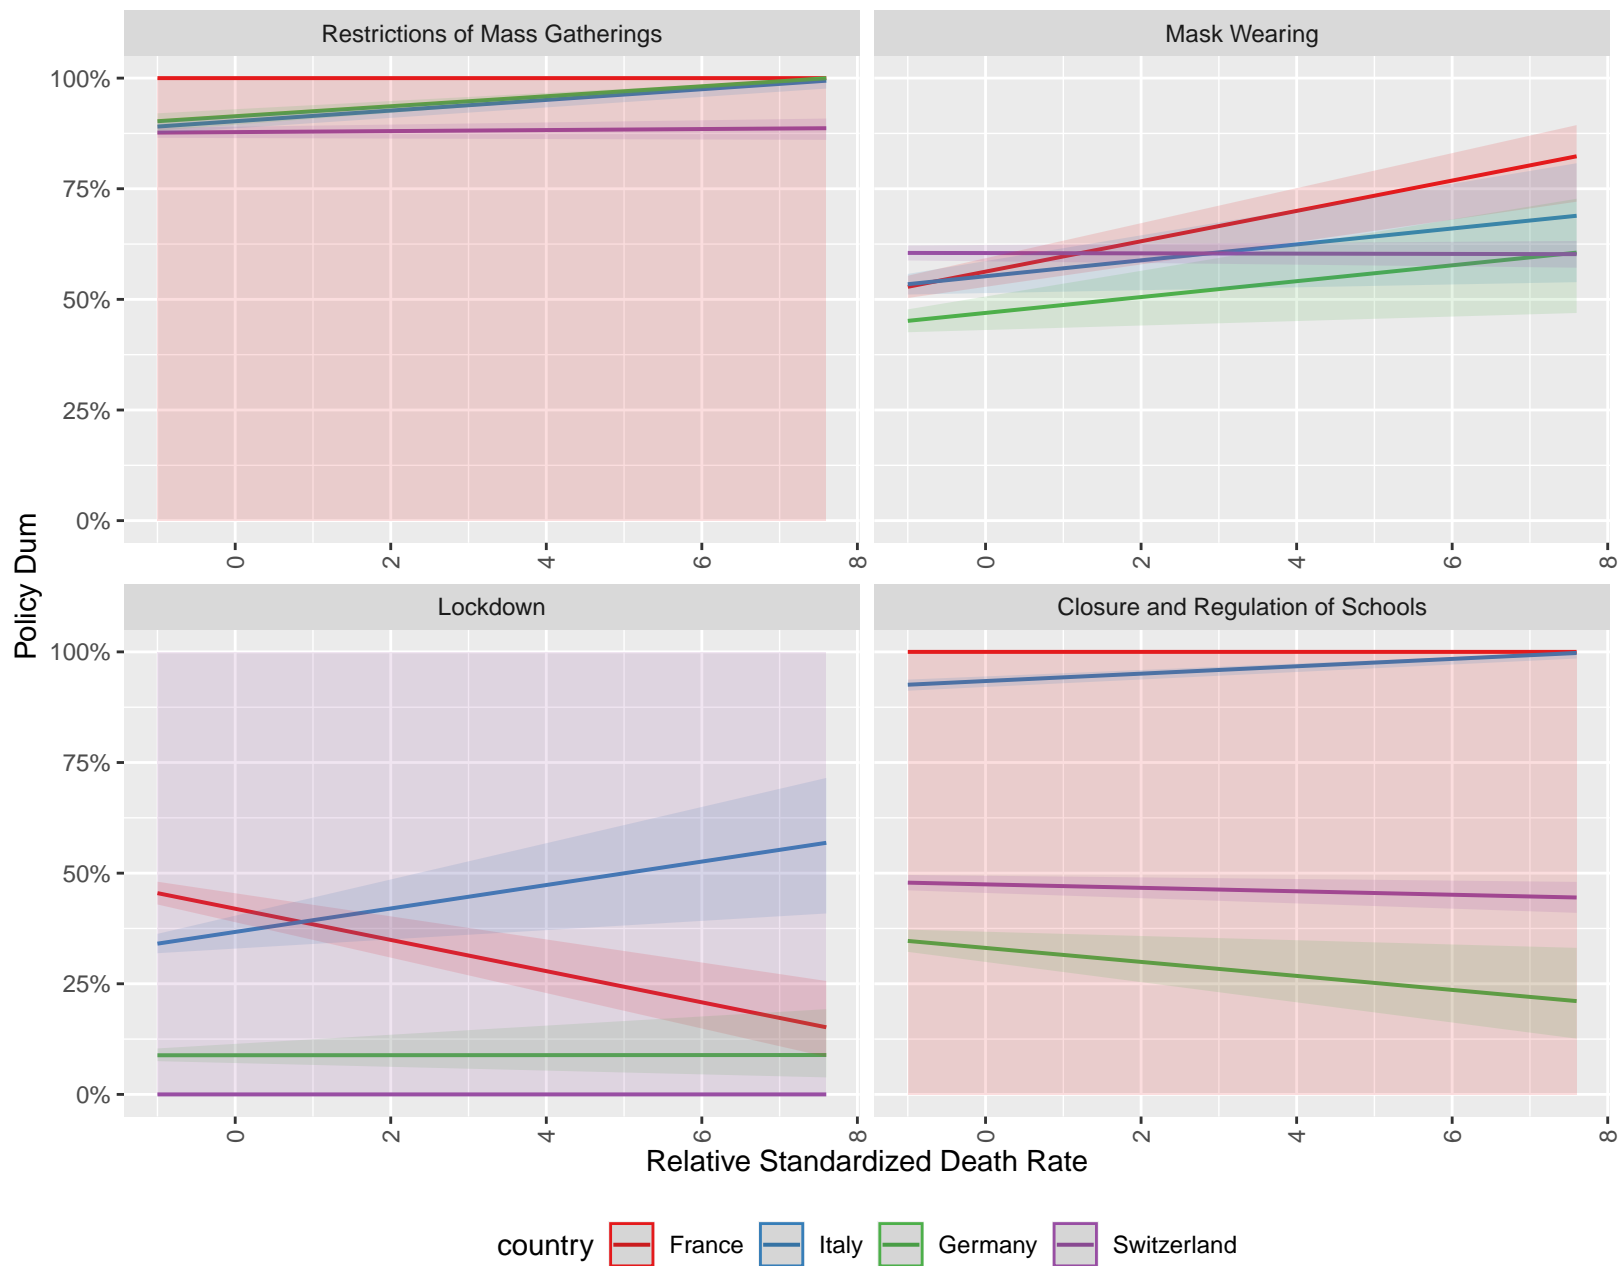 Restrictions of Mass Gatherings
Mask Wearing
100%
75%
50%
25%
0%
0 2 4 6 8
0 2 4 6 8
Policy Dum
Lockdown
Closure and Regulation of Schools
100%
75%
50%
25%
0%
0 2 4 6 8
0 2 4 6 8
Relative Standardized Death Rate
country France Italy Germany Switzerland